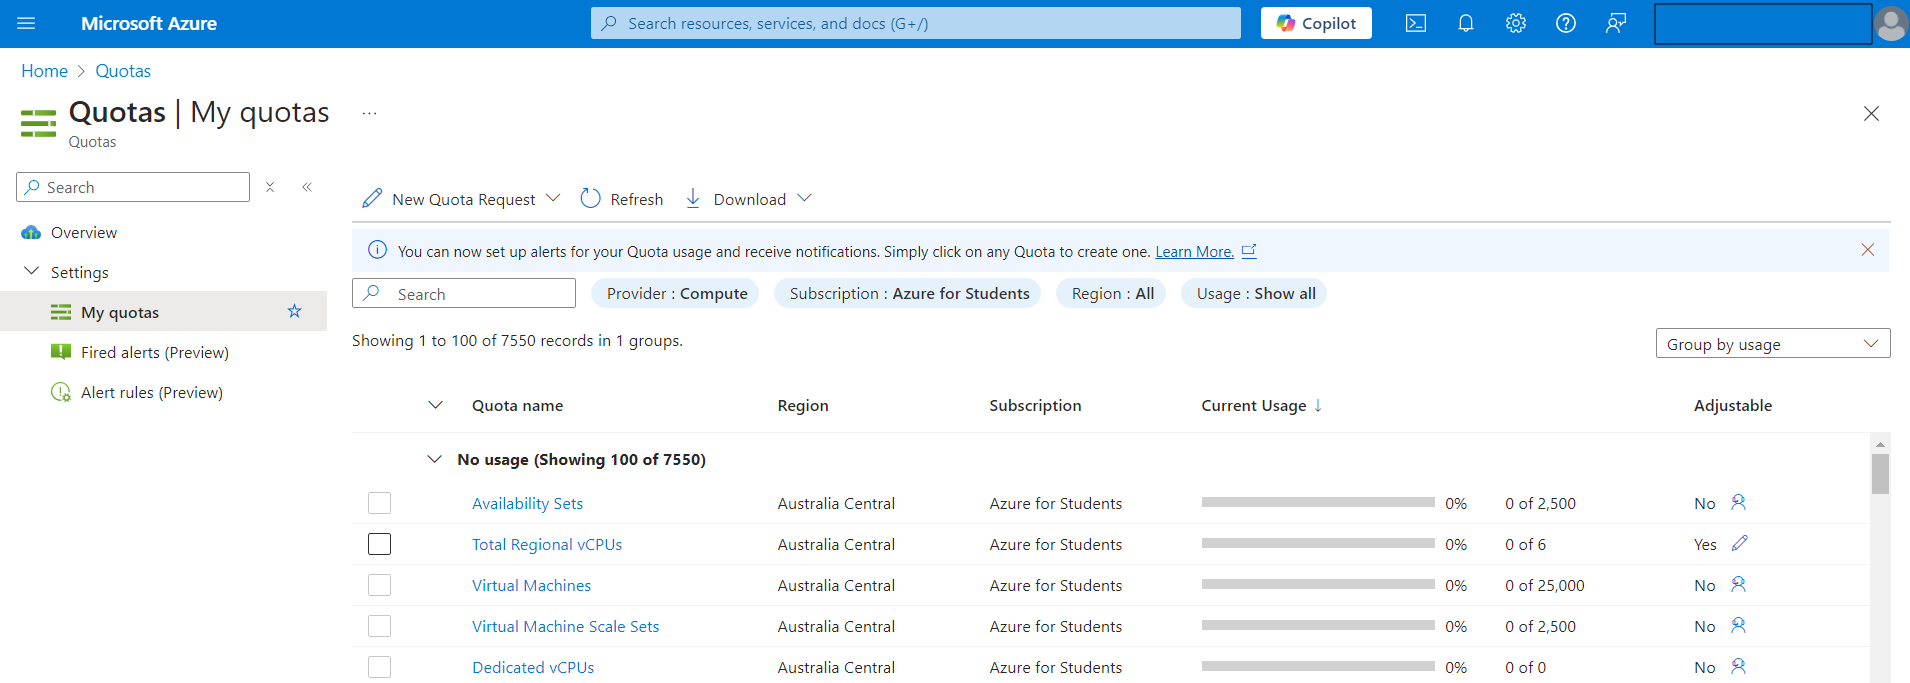 Microsoft Azure
Search resources, services, and docs (G+/)
Copilot
Home > Quotas
Quotas | My quotas
...
Quotas
Search
Overview
Settings
My quotas
Fired alerts (Preview)
Alert rules (Preview)
New Quota Request
Refresh
Download
You can now set up alerts for your Quota usage and receive notifications. Simply click on any Quota to create one. Learn More.
Search
Provider : Compute
Subscription : Azure for Students
Region : All
Usage : Show all
Showing 1 to 100 of 7550 records in 1 groups.
Group by usage
Quota name Region Subscription Current Usage ↓ Adjustable
No usage (Showing 100 of 7550)
Availability Sets Australia Central Azure for Students 0% 0 of 2,500 No
Total Regional vCPUs Australia Central Azure for Students 0% 0 of 6 Yes
Virtual Machines Australia Central Azure for Students 0% 0 of 25,000 No
Virtual Machine Scale Sets Australia Central Azure for Students 0% 0 of 2,500 No
Dedicated vCPUs Australia Central Azure for Students 0% 0 of 0 No